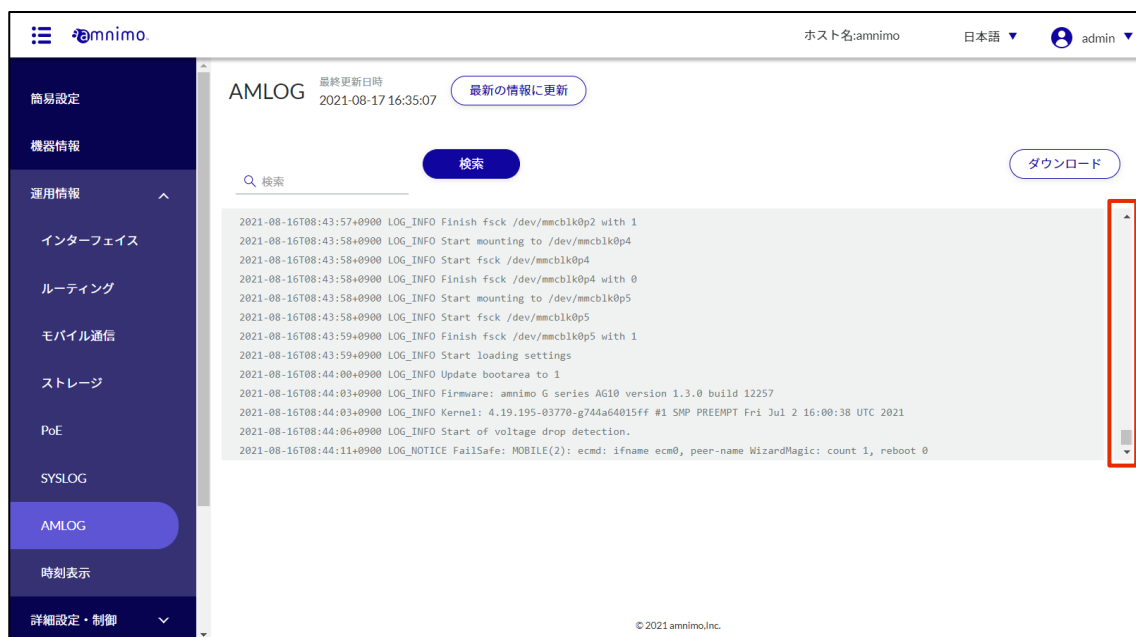 amnimo.
ホスト名:amnimo
日本語 ▼
admin ▼
簡易設定
機器情報
運用情報
インターフェイス
ルーティング
モバイル通信
ストレージ
PoE
SYSLOG
AMLOG
時刻表示
詳細設定・制御
AMLOG
最終更新日時
2021-08-17 16:35:07
最新の情報に更新
検索
検索
ダウンロード
2021-08-16T08:43:57+0900 LOG_INFO Finish fsck /dev/mmcblk0p2 with 1
2021-08-16T08:43:58+0900 LOG_INFO Start mounting to /dev/mmcblk0p4
2021-08-16T08:43:58+0900 LOG_INFO Start fsck /dev/mmcblk0p4
2021-08-16T08:43:58+0900 LOG_INFO Finish fsck /dev/mmcblk0p4 with 0
2021-08-16T08:43:58+0900 LOG_INFO Start mounting to /dev/mmcblk0p5
2021-08-16T08:43:58+0900 LOG_INFO Start fsck /dev/mmcblk0p5
2021-08-16T08:43:59+0900 LOG_INFO Finish fsck /dev/mmcblk0p5 with 1
2021-08-16T08:43:59+0900 LOG_INFO Start loading settings
2021-08-16T08:44:00+0900 LOG_INFO Update bootarea to 1
2021-08-16T08:44:03+0900 LOG_INFO Firmware: amnimo G series AG10 version 1.3.0 build 12257
2021-08-16T08:44:03+0900 LOG_INFO Kernel: 4.19.195-03770-g744a64015ff #1 SMP PREEMPT Fri Jul 2 16:00:38 UTC 2021
2021-08-16T08:44:06+0900 LOG_INFO Start of voltage drop detection.
2021-08-16T08:44:11+0900 LOG_NOTICE FailSafe: MOBILE(2): ecmd: ifname ecm0, peer-name WizardMagic: count 1, reboot 0
© 2021 amnimo,Inc.